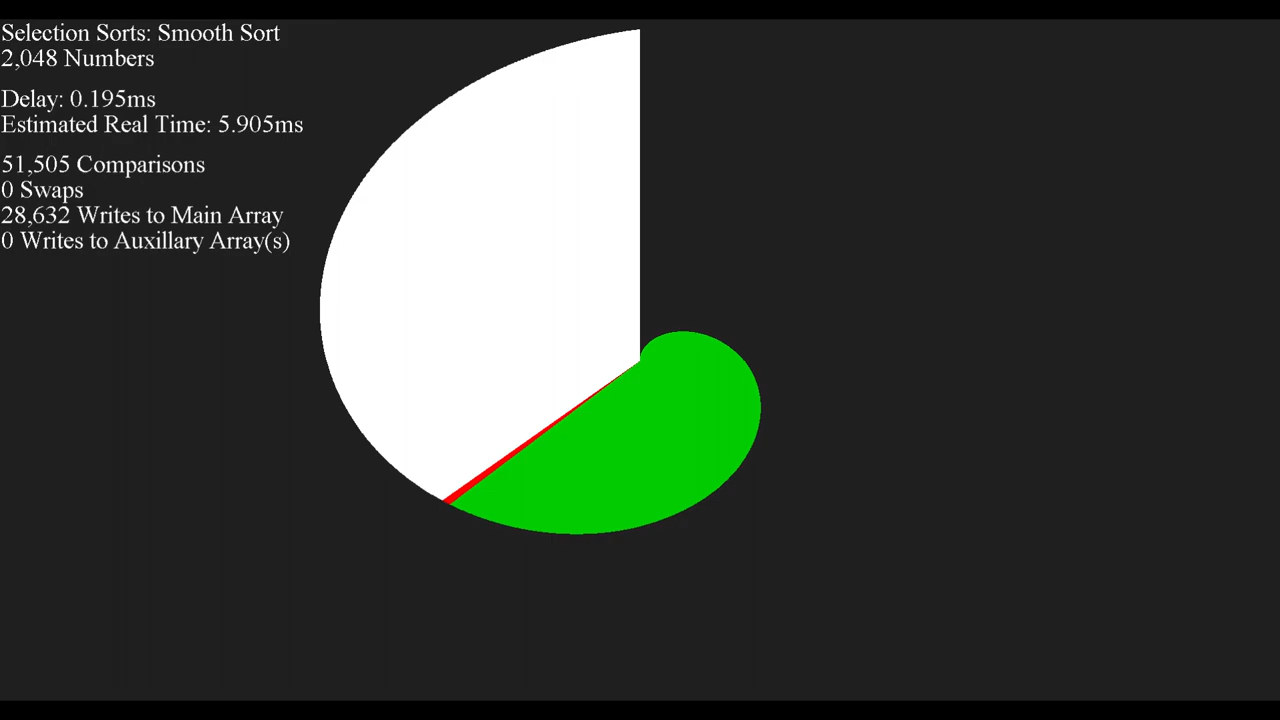 Selection Sorts: Smooth Sort
2,048 Numbers
Delay: 0.195ms
Estimated Real Time: 5.905ms
51,505 Comparisons
0 Swaps
28,632 Writes to Main Array
0 Writes to Auxillary Array(s)